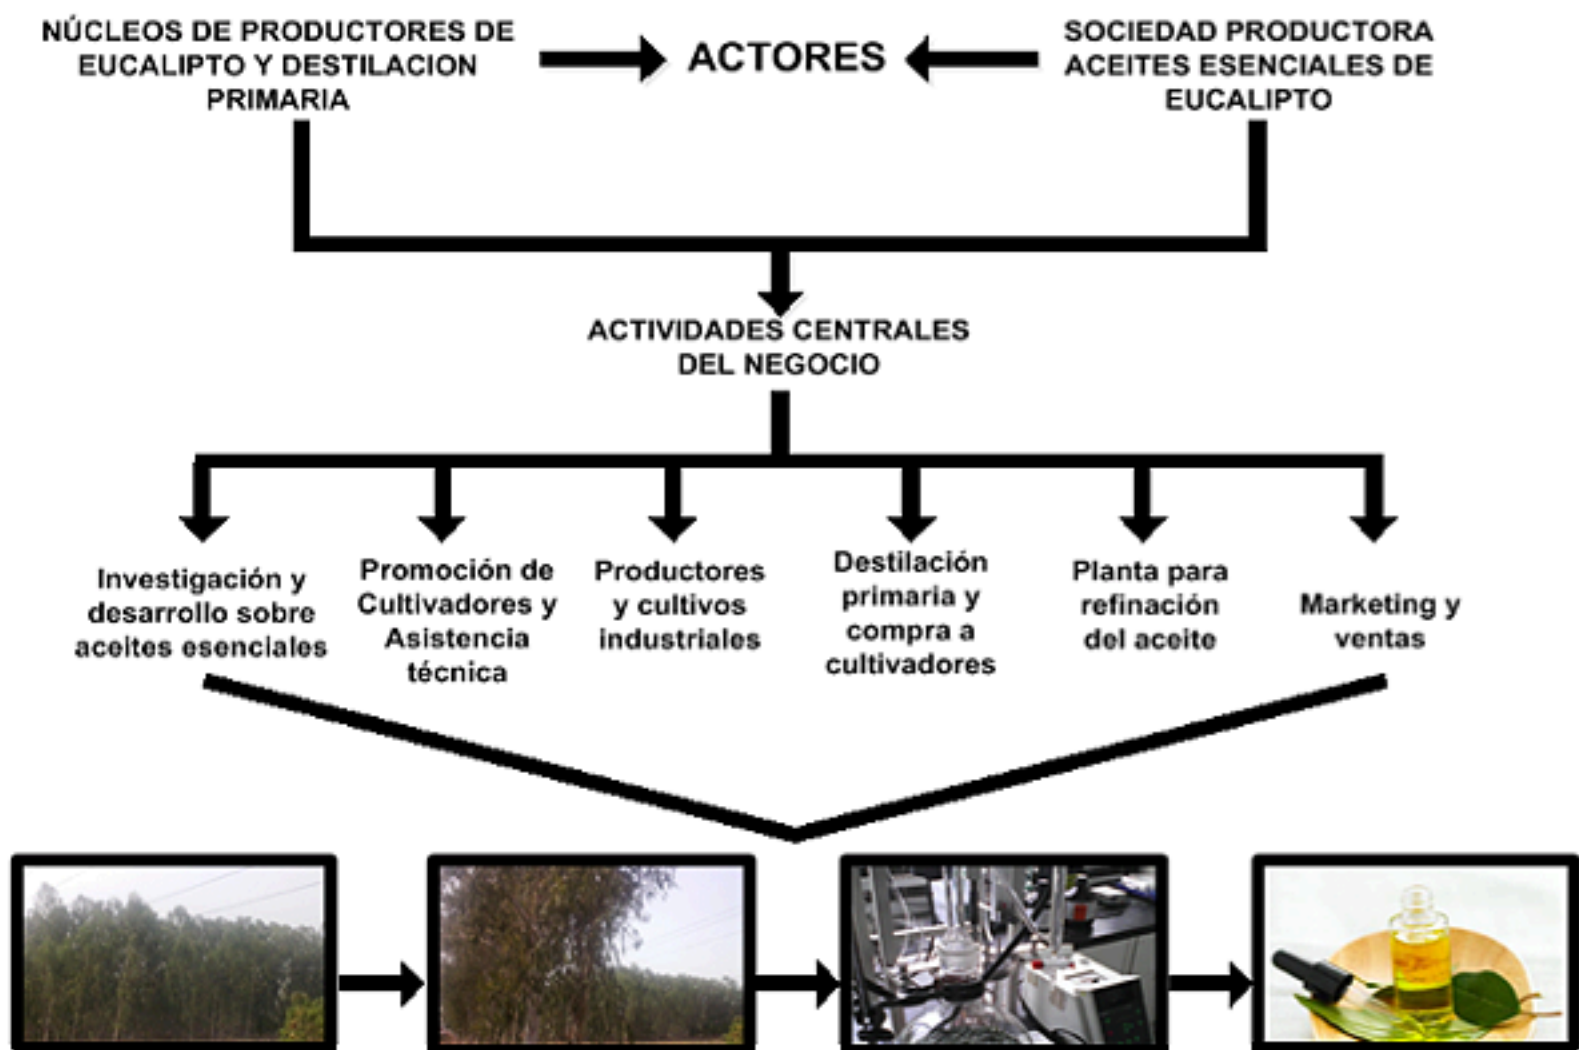 NÚCLEOS DE PRODUCTORES DE
EUCALIPTO Y DESTILACION
PRIMARIA
ACTORES
SOCIEDAD PRODUCTORA
ACEITES ESENCIALES DE
EUCALIPTO
ACTIVIDADES CENTRALES
DEL NEGOCIO
Investigación y
desarrollo sobre
aceites esenciales
Promoción de
Cultivadores y
Asistencia
técnica
Productores
y cultivos
industriales
Destilación
primaria y
compra a
cultivadores
Planta para
refinación
del aceite
Marketing y
ventas